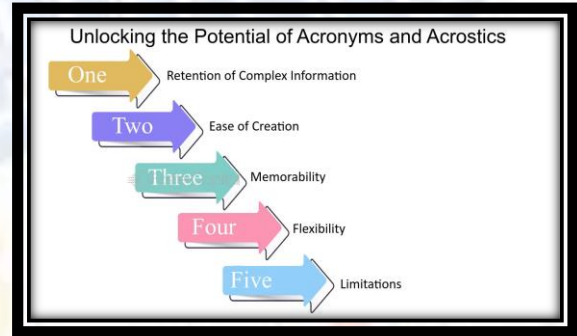 Unlocking the Potential of Acronyms and Acrostics
One Retention of Complex Information
Two Ease of Creation
Three Memorability
Four Flexibility
Five Limitations